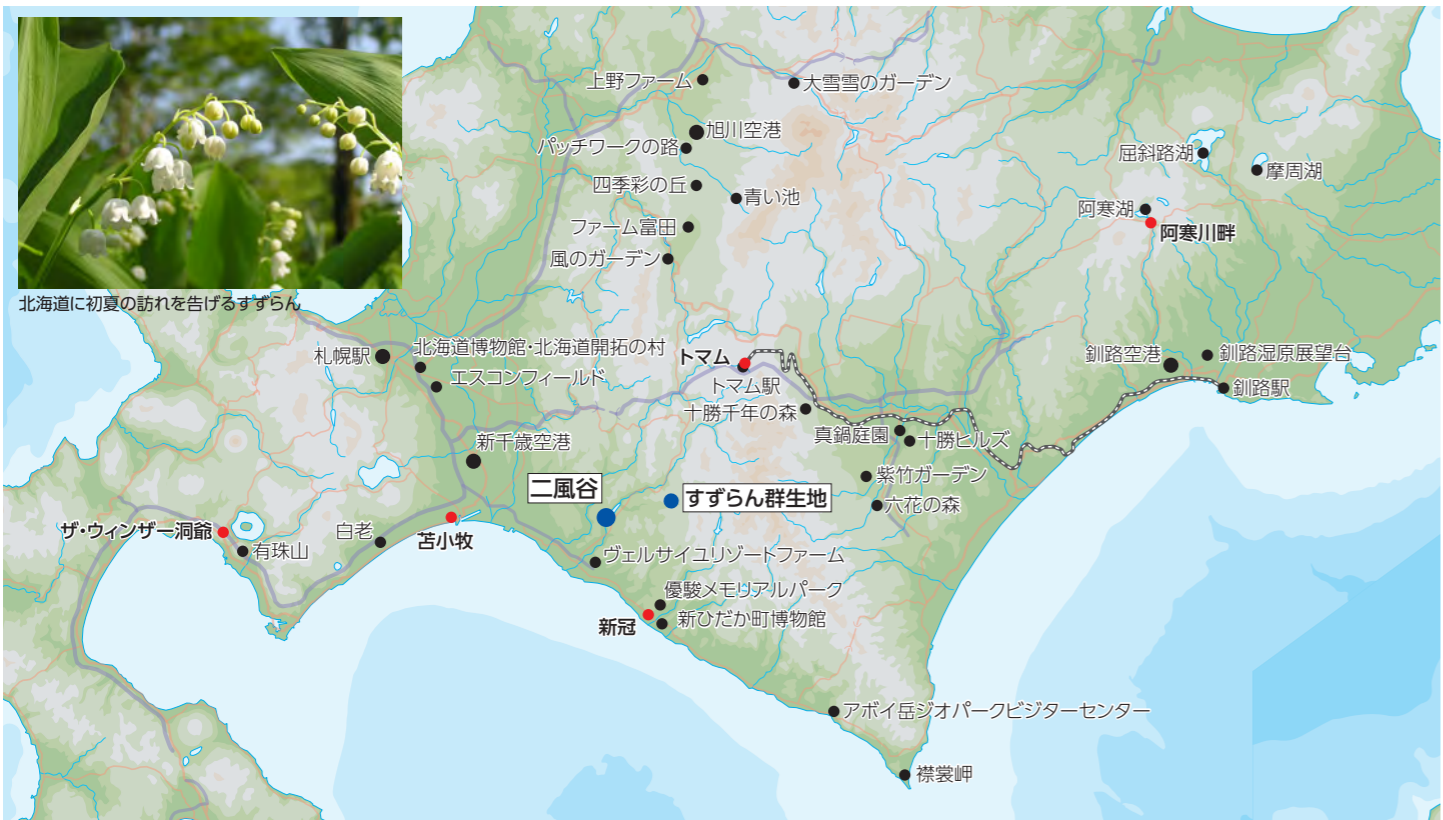 上野ファーム
大雪雪のガーデン
旭川空港
パッチワークの路
屈斜路湖
摩周湖
四季彩の丘
青い池
阿寒湖
ファーム富田
阿寒川畔
風のガーデン
北海道に初夏の訪れを告げるすずらん
札幌駅
北海道博物館・北海道開拓の村
エスコンフィールド
トマム
トマム駅
釧路空港
釧路湿原展望台
釧路駅
十勝千年の森
真鍋庭園
十勝ヒルズ
新千歳空港
紫竹ガーデン
二風谷
すずらん群生地
六花の森
ザ・ウィンザー洞爺
有珠山
白老
苫小牧
ヴェルサイユリゾートファーム
優駿メモリアルパーク
新冠
新ひだか町博物館
アポイ岳ジオパークビジターセンター
襟裳岬